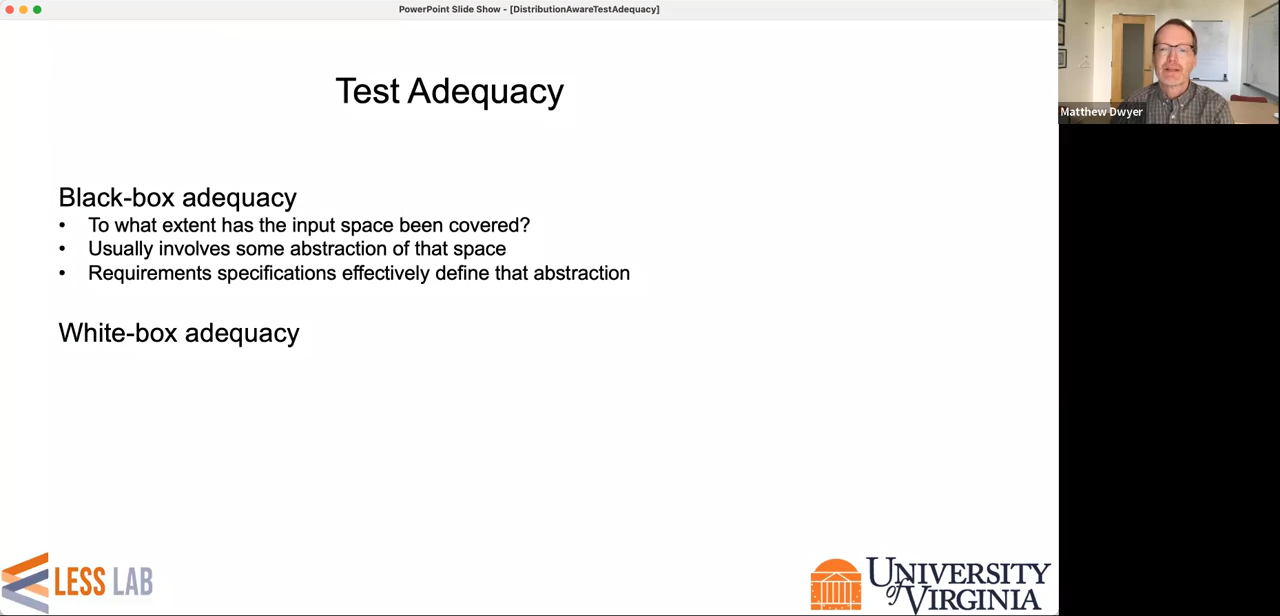 PowerPoint Slide Show - [DistributionAwareTestAdequacy]
Matthew Dwyer
Test Adequacy
Black-box adequacy
• To what extent has the input space been covered?
• Usually involves some abstraction of that space
• Requirements specifications effectively define that abstraction
White-box adequacy
LESS LAB
UNIVERSITY
of VIRGINIA